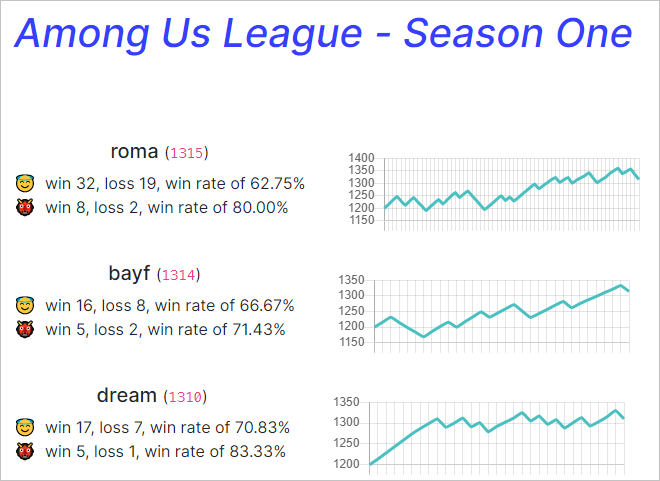 Among Us League - Season One
roma (1315)
win 32, loss 19, win rate of 62.75%
win 8, loss 2, win rate of 80.00%
1400
1350
1300
1250
1200
1150
bayf (1314)
win 16, loss 8, win rate of 66.67%
win 5, loss 2, win rate of 71.43%
1350
1300
1250
1200
1150
dream (1310)
win 17, loss 7, win rate of 70.83%
win 5, loss 1, win rate of 83.33%
1350
1300
1250
1200